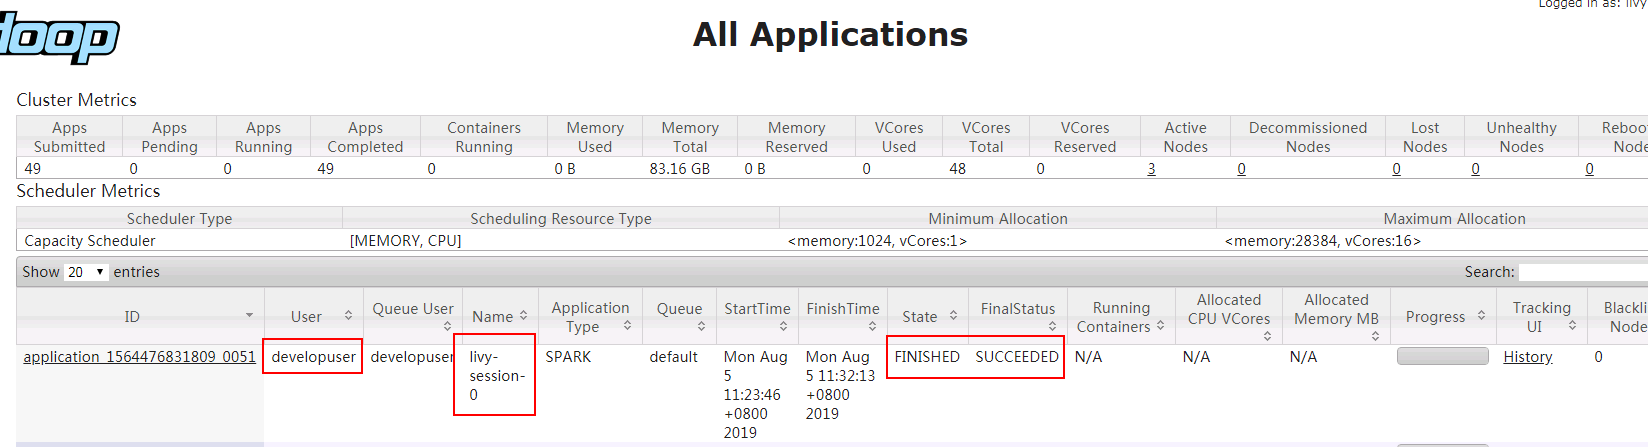 Logged in as: livy
doop
All Applications
Cluster Metrics
Apps Submitted Apps Pending Apps Running Apps Completed Containers Running Memory Used Memory Total Memory Reserved VCores Used VCores Total VCores Reserved Active Nodes Decommissioned Nodes Lost Nodes Unhealthy Nodes Reboo Node
49 0 0 49 0 0 B 83.16 GB 0 B 0 48 0 3 0 0 0 0
Scheduler Metrics
Scheduler Type Scheduling Resource Type Minimum Allocation Maximum Allocation
Capacity Scheduler [MEMORY, CPU] <memory:1024, vCores:1> <memory:28384, vCores:16>
Show 20 entries Search:
ID User Queue User Name Application Type Queue StartTime FinishTime State FinalStatus Running Containers Allocated CPU VCores Allocated Memory MB Progress Tracking UI Blackli Node
application_1564476831809_0051 developuser developuser livy-session-0 SPARK default Mon Aug 5 11:23:46 +0800 2019 Mon Aug 5 11:32:13 +0800 2019 FINISHED SUCCEEDED N/A N/A N/A History 0